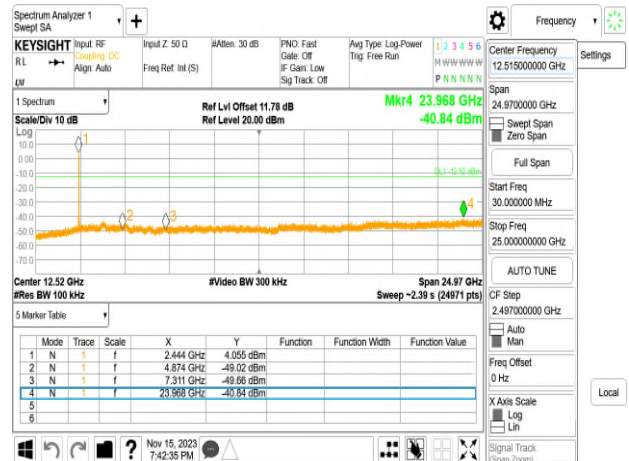 Spectrum Analyzer 1
Swept SA
Frequency
KEYSIGHT
RL
Input: RF
Coupling: DC
Align: Auto
Input Z: 50 Ω
Freq Ref: Int (S)
#Atten: 30 dB
PNO: Fast
Gate: Off
IF Gain: Low
Sig Track: Off
Avg Type: Log-Power
Trig: Free Run
1 2 3 4 5 6
M W W W W W
P N N N N N
1 Spectrum
Scale/Div 10 dB
Ref Lvl Offset 11.78 dB
Ref Level 20.00 dBm
Mkr4 23.968 GHz
-40.84 dBm
Log
10.0
0.00
-10.0
-20.0
-30.0
-40.0
-50.0
-60.0
-70.0
1
2
3
4
DL1 -12.52 dBm
Center 12.52 GHz
#Res BW 100 kHz
#Video BW 300 kHz
Span 24.97 GHz
Sweep ~2.39 s (24971 pts)
5 Marker Table
Mode Trace Scale X Y Function Function Width Function Value
1 N 1 f 2.444 GHz 4.055 dBm
2 N 1 f 4.874 GHz -49.02 dBm
3 N 1 f 7.311 GHz -49.66 dBm
4 N 1 f 23.968 GHz -40.84 dBm
5
6
Nov 15, 2023
7:42:35 PM
?
Center Frequency
12.515000000 GHz
Settings
Span
24.9700000 GHz
Swept Span
Zero Span
Full Span
Start Freq
30.000000 MHz
Stop Freq
25.000000000 GHz
AUTO TUNE
CF Step
2.497000000 GHz
Auto
Man
Freq Offset
0 Hz
X Axis Scale
Log
Lin
Local
Signal Track
(Span Zoom)